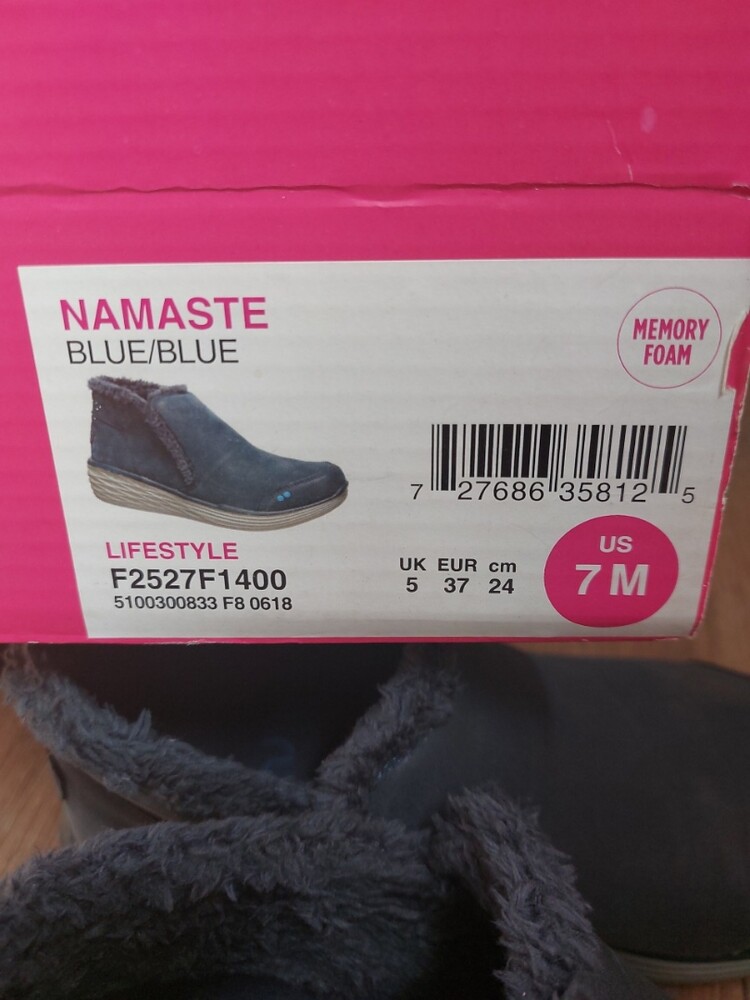 NAMASTE
BLUE/BLUE
MEMORY
FOAM
7 27686 35812 5
LIFESTYLE
F2527F1400
5100300833 F8 0618
UK EUR cm
5 37 24
US
7 M